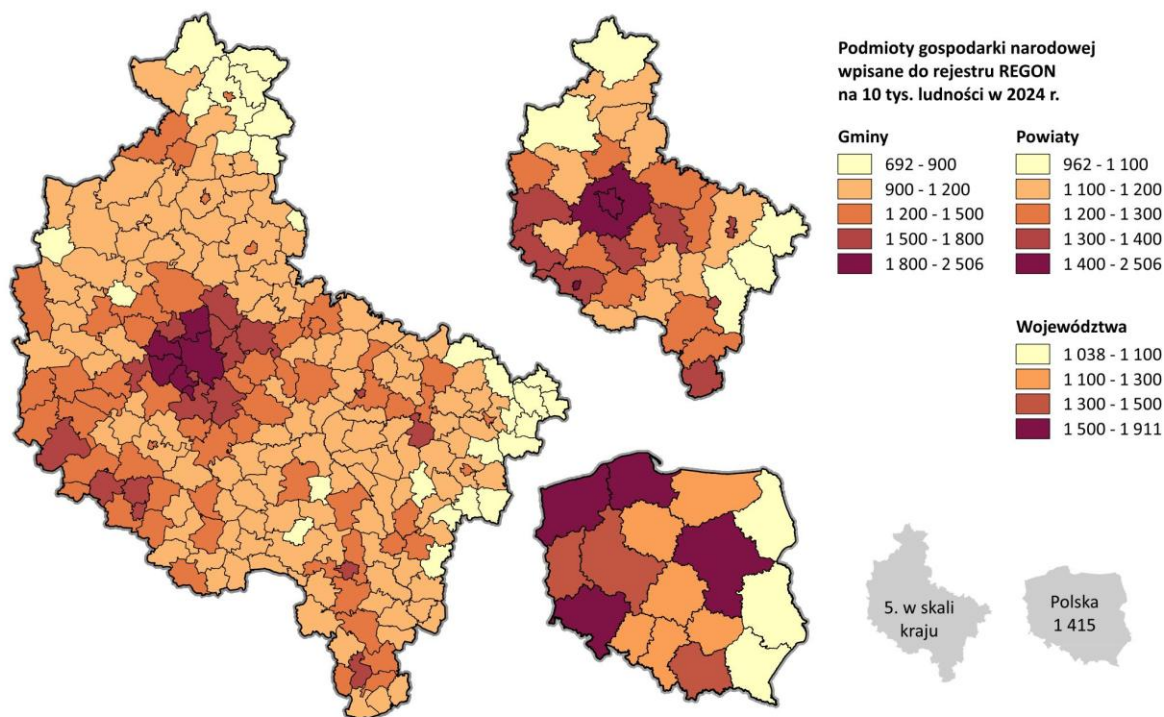 Podmioty gospodarki narodowej
wpisane do rejestru REGON
na 10 tys. ludności w 2024 r.
Gminy
692 - 900
900 - 1 200
1 200 - 1 500
1 500 - 1 800
1 800 - 2 506
Powiaty
962 - 1 100
1 100 - 1 200
1 200 - 1 300
1 300 - 1 400
1 400 - 2 506
Województwa
1 038 - 1 100
1 100 - 1 300
1 300 - 1 500
1 500 - 1 911
5. w skali
kraju
Polska
1 415